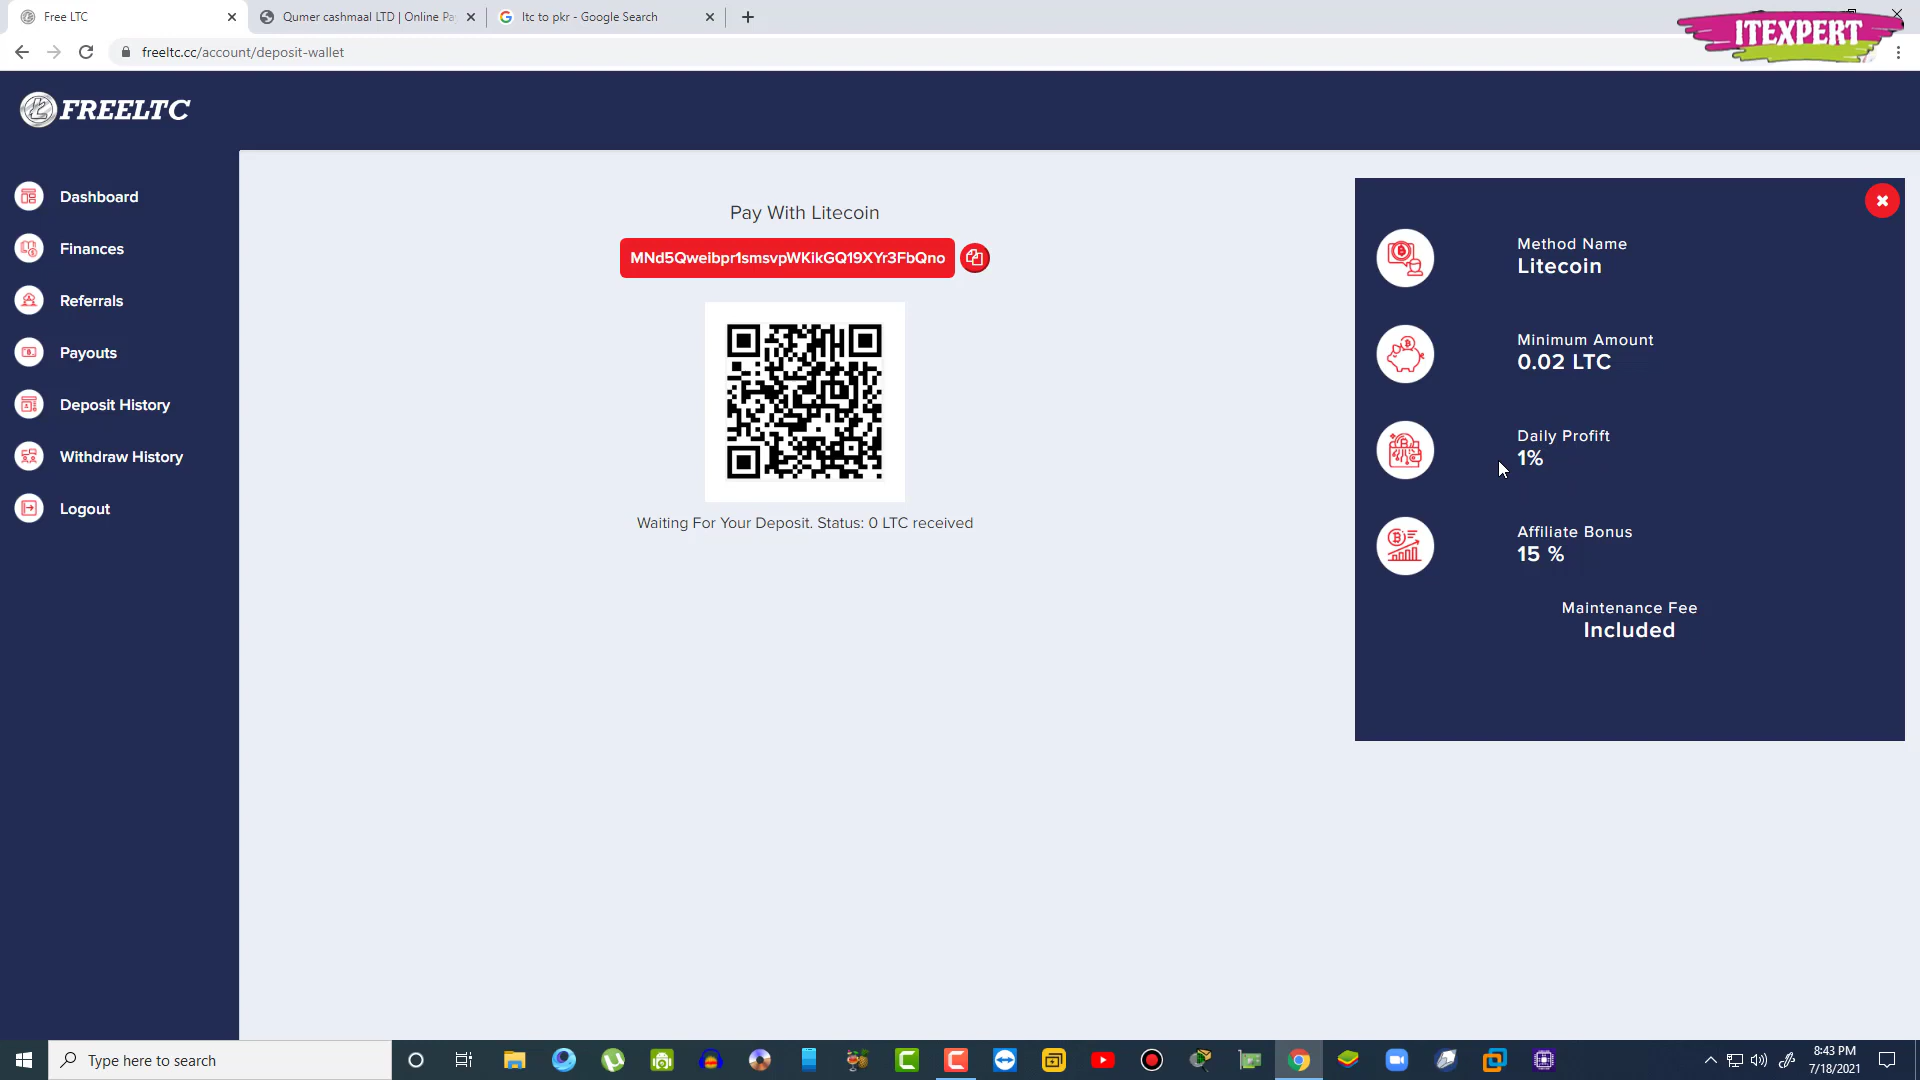 Free LTC
Qumer cashmaal LTD | Online Pa
ltc to pkr - Google Search
ITEXPERT
freeltc.cc/account/deposit-wallet
FREELTC
Dashboard
Finances
Referrals
Payouts
Deposit History
Withdraw History
Logout
Pay With Litecoin
MNd5Qweibpr1smsvpWKikGQ19XYr3FbQno
Waiting For Your Deposit. Status: 0 LTC received
Method Name
Litecoin
Minimum Amount
0.02 LTC
Daily Profift
1%
Affiliate Bonus
15 %
Maintenance Fee
Included
Type here to search
8:43 PM
7/18/2021